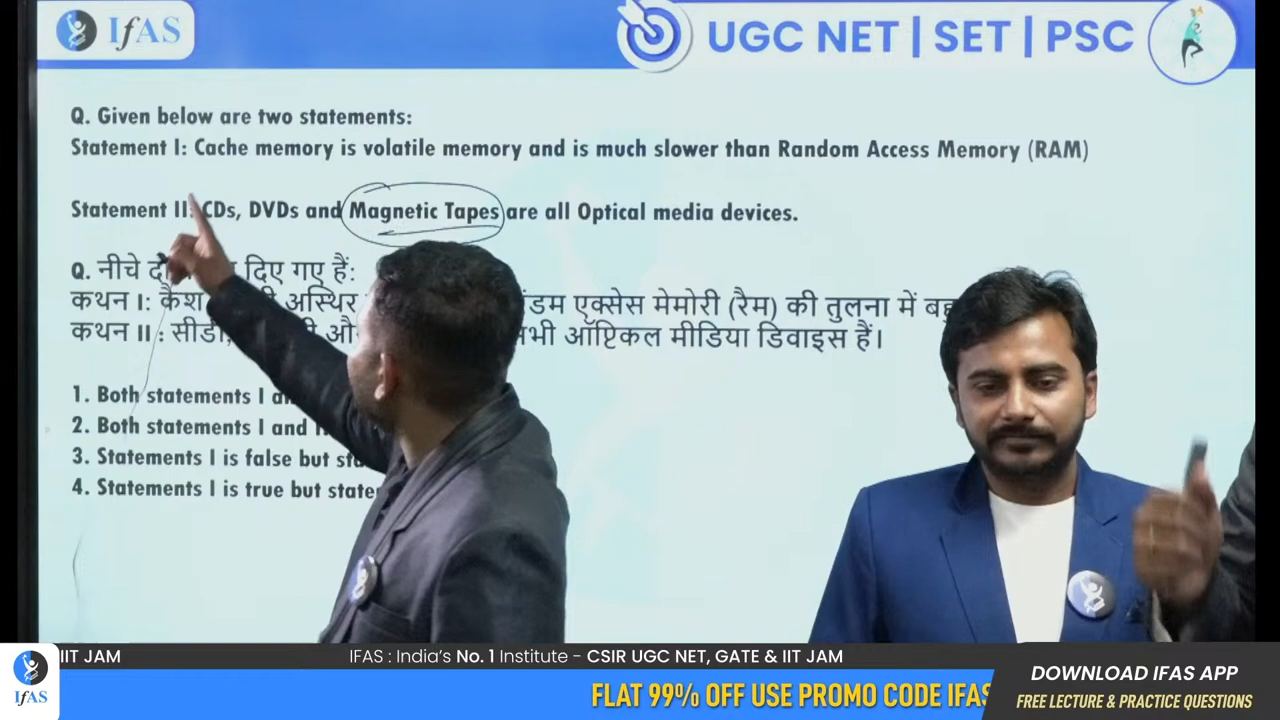 IfAS
UGC NET | SET | PSC
Q. Given below are two statements:
Statement I: Cache memory is volatile memory and is much slower than Random Access Memory (RAM)
Statement II: CDs, DVDs and Magnetic Tapes are all Optical media devices.
Q. नीचे दिए गए हैं:
कथन I: कैश अस्थिर एक्सेस मेमोरी (रैम) की तुलना में
कथन II : सीडी, सभी ऑप्टिकल मीडिया डिवाइस हैं।
1. Both statements I
2. Both statements I and
3. Statements I is false but
4. Statements I is true but
IIT JAM IFAS : India's No. 1 Institute - CSIR UGC NET, GATE & IIT JAM
DOWNLOAD IFAS APP
IfAS
FLAT 99% OFF USE PROMO CODE IFAS
FREE LECTURE & PRACTICE QUESTIONS